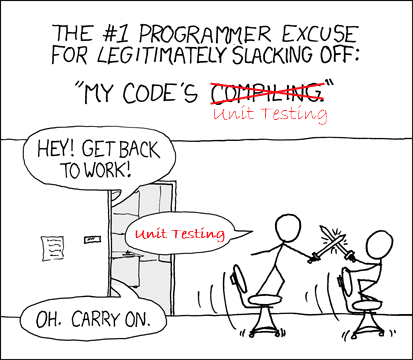 THE #1 PROGRAMMER EXCUSE
FOR LEGITIMATELY SLACKING OFF:
"MY CODE'S COMPILING."
Unit Testing
HEY! GET BACK
TO WORK!
Unit Testing
OH. CARRY ON.